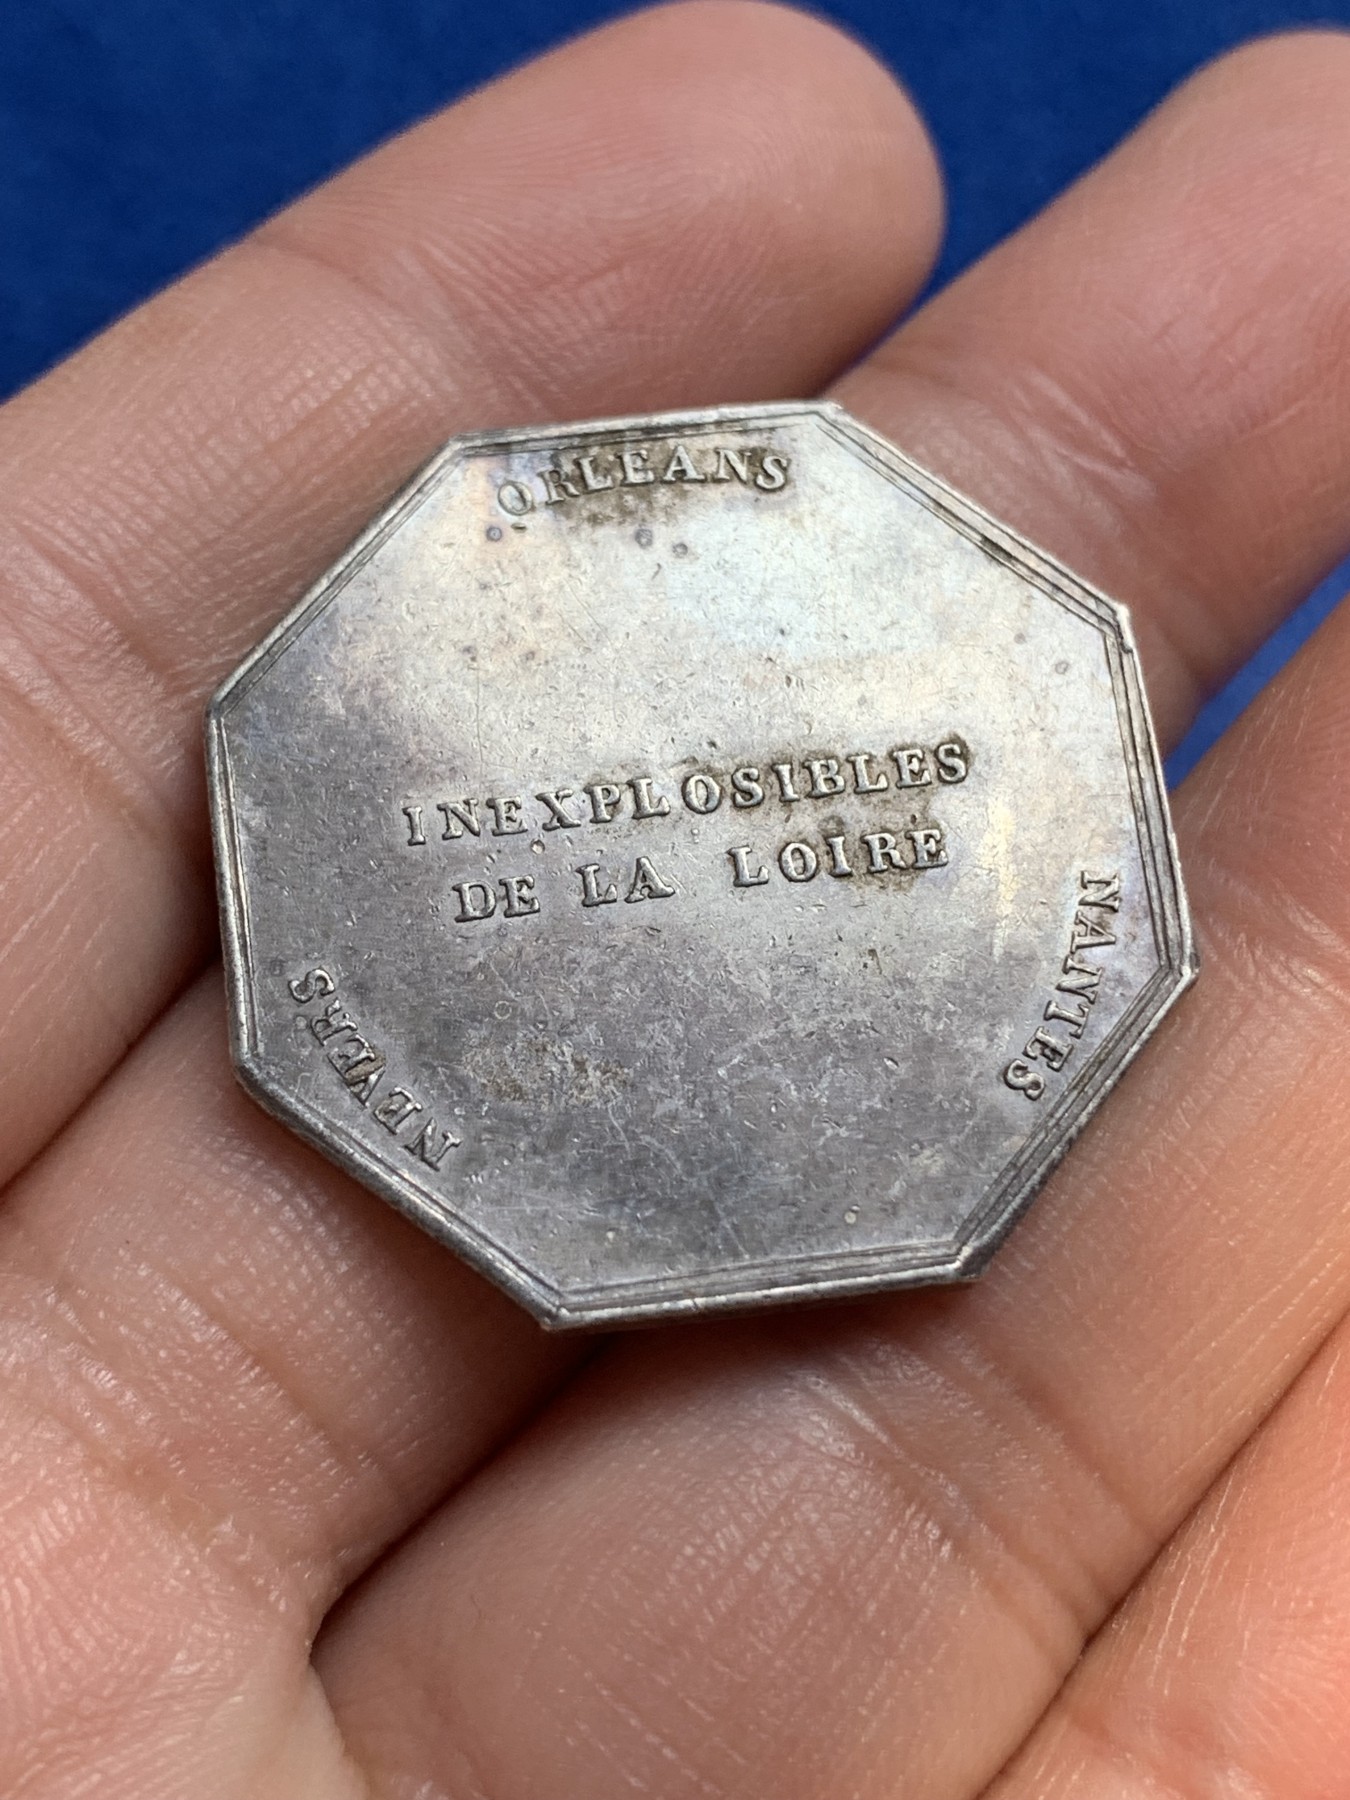 ORLEANS
INEXPLOSIBLES
DE LA LOIRE
NANTES
NEVERS